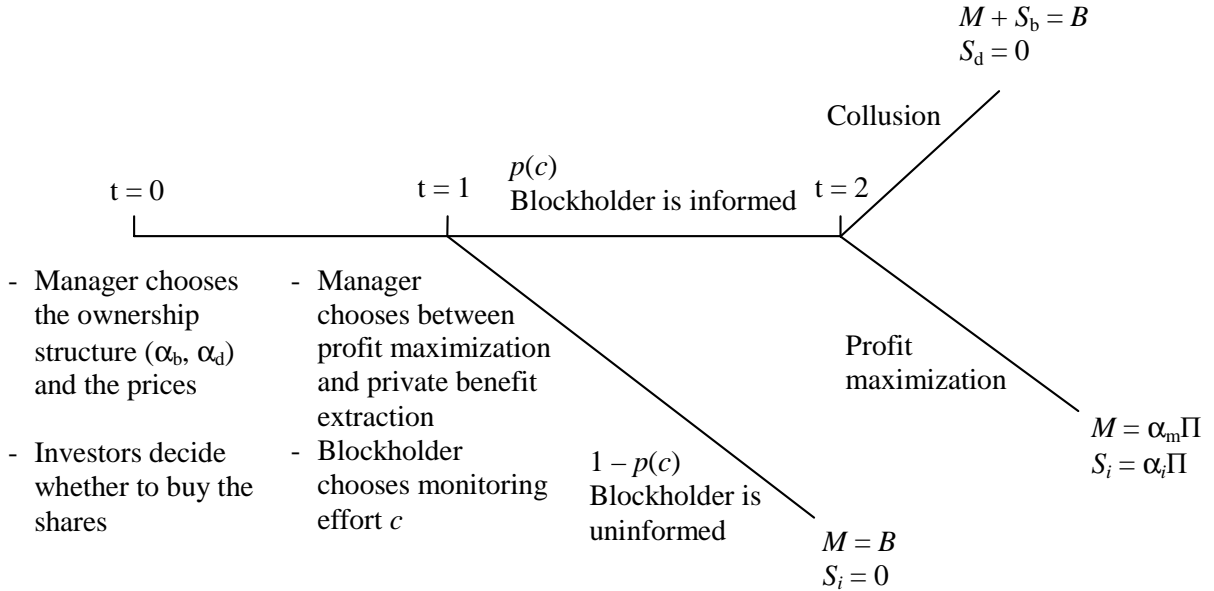 M + S_b = B
S_d = 0
Collusion
p(c)
Blockholder is informed
t = 0
t = 1
t = 2
- Manager chooses
the ownership
structure (α_b, α_d)
and the prices
- Investors decide
whether to buy the
shares
- Manager
chooses between
profit maximization
and private benefit
extraction
- Blockholder
chooses monitoring
effort c
1 – p(c)
Blockholder is
uninformed
M = B
S_i = 0
Profit
maximization
M = α_mΠ
S_i = α_iΠ